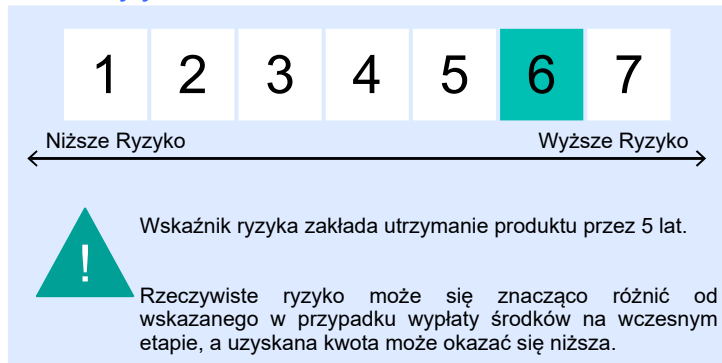 1 2 3 4 5 6 7
Niższe Ryzyko Wyższe Ryzyko
Wskaźnik ryzyka zakłada utrzymanie produktu przez 5 lat.
!
Rzeczywiste ryzyko może się znacząco różnić od
wskazanego w przypadku wypłaty środków na wczesnym
etapie, a uzyskana kwota może okazać się niższa.